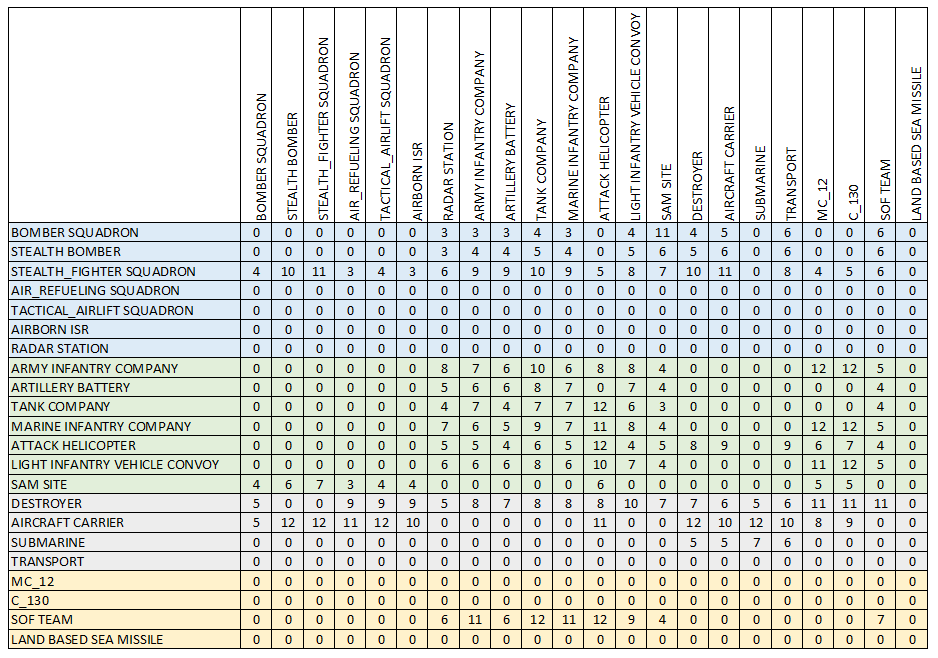 BOMBER SQUADRON STEALTH BOMBER STEALTH_FIGHTER SQUADRON AIR_REFUELING SQUADRON TACTICAL_AIRLIFT SQUADRON AIRBORN ISR RADAR STATION ARMY INFANTRY COMPANY ARTILLERY BATTERY TANK COMPANY MARINE INFANTRY COMPANY ATTACK HELICOPTER LIGHT INFANTRY VEHICLE CONVOY SAM SITE DESTROYER AIRCRAFT CARRIER SUBMARINE TRANSPORT MC_12 C_130 SOF TEAM LAND BASED SEA MISSILE
BOMBER SQUADRON 0 0 0 0 0 0 3 3 3 4 3 0 4 11 4 5 0 6 0 0 6 0
STEALTH BOMBER 0 0 0 0 0 0 3 4 4 5 4 0 5 6 5 6 0 6 0 0 6 0
STEALTH_FIGHTER SQUADRON 4 10 11 3 4 3 6 9 9 10 9 5 8 7 10 11 0 8 4 5 6 0
AIR_REFUELING SQUADRON 0 0 0 0 0 0 0 0 0 0 0 0 0 0 0 0 0 0 0 0 0 0
TACTICAL_AIRLIFT SQUADRON 0 0 0 0 0 0 0 0 0 0 0 0 0 0 0 0 0 0 0 0 0 0
AIRBORN ISR 0 0 0 0 0 0 0 0 0 0 0 0 0 0 0 0 0 0 0 0 0 0
RADAR STATION 0 0 0 0 0 0 0 0 0 0 0 0 0 0 0 0 0 0 0 0 0 0
ARMY INFANTRY COMPANY 0 0 0 0 0 0 8 7 6 10 6 8 8 4 0 0 0 0 12 12 5 0
ARTILLERY BATTERY 0 0 0 0 0 0 5 6 6 8 7 0 7 4 0 0 0 0 0 0 4 0
TANK COMPANY 0 0 0 0 0 0 4 7 4 7 7 12 6 3 0 0 0 0 0 0 4 0
MARINE INFANTRY COMPANY 0 0 0 0 0 0 7 6 5 9 7 11 8 4 0 0 0 0 12 12 5 0
ATTACK HELICOPTER 0 0 0 0 0 0 5 5 4 6 5 12 4 5 8 9 0 9 6 7 4 0
LIGHT INFANTRY VEHICLE CONVOY 0 0 0 0 0 0 6 6 6 8 6 10 7 4 0 0 0 0 11 12 5 0
SAM SITE 4 6 7 3 4 4 0 0 0 0 0 6 0 0 0 0 0 0 5 5 0 0
DESTROYER 5 0 0 9 9 9 5 8 7 8 8 8 10 7 7 6 5 6 11 11 11 0
AIRCRAFT CARRIER 5 12 12 11 12 10 0 0 0 0 0 11 0 0 12 10 12 10 8 9 0 0
SUBMARINE 0 0 0 0 0 0 0 0 0 0 0 0 0 0 5 5 7 6 0 0 0 0
TRANSPORT 0 0 0 0 0 0 0 0 0 0 0 0 0 0 0 0 0 0 0 0 0 0
MC_12 0 0 0 0 0 0 0 0 0 0 0 0 0 0 0 0 0 0 0 0 0 0
C_130 0 0 0 0 0 0 0 0 0 0 0 0 0 0 0 0 0 0 0 0 0 0
SOF TEAM 0 0 0 0 0 0 6 11 6 12 11 12 9 4 0 0 0 0 0 0 7 0
LAND BASED SEA MISSILE 0 0 0 0 0 0 0 0 0 0 0 0 0 0 0 0 0 0 0 0 0 0